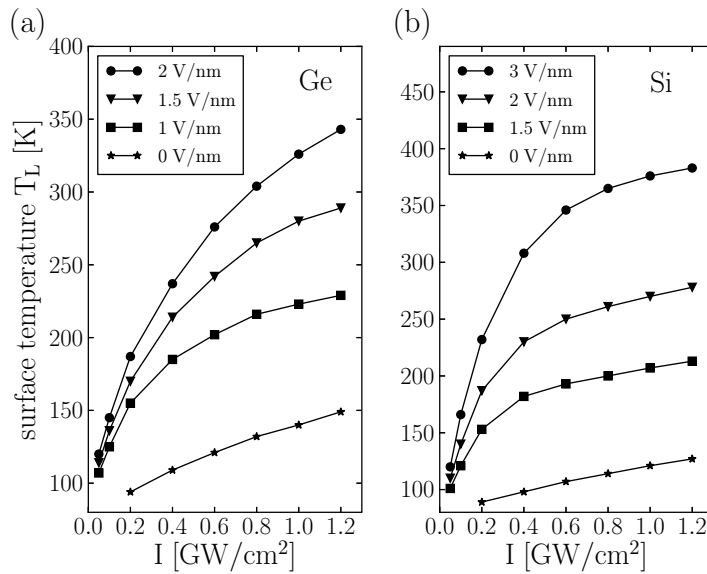 (a)
Ge
2 V/nm
1.5 V/nm
1 V/nm
0 V/nm
400
350
300
250
200
150
100
surface temperature T_L [K]
0.0 0.2 0.4 0.6 0.8 1.0 1.2
I [GW/cm²]
(b)
Si
3 V/nm
2 V/nm
1.5 V/nm
0 V/nm
450
400
350
300
250
200
150
100
0.0 0.2 0.4 0.6 0.8 1.0 1.2
I [GW/cm²]